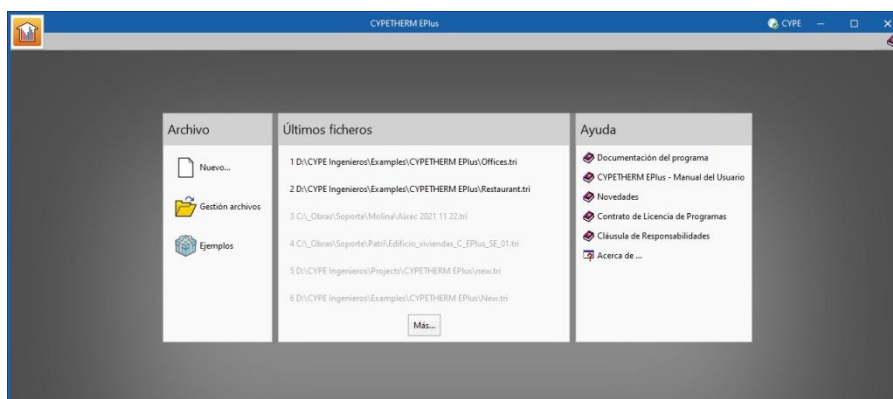 CYPETHERM EPlus
CYPE
Archivo
Nuevo...
Gestión archivos
Ejemplos
Últimos ficheros
1 D:\CYPE Ingenieros\Examples\CYPETHERM EPlus\Offices.tri
2 D:\CYPE Ingenieros\Examples\CYPETHERM EPlus\Restaurant.tri
3 C:\_Obras\Soporte\Molina\Airec 2021 11 22.tri
4 C:\_Obras\Soporte\Patri\Edificio_viviendas_C_EPlus_SE_01.tri
5 D:\CYPE Ingenieros\Projects\CYPETHERM EPlus\new.tri
6 D:\CYPE Ingenieros\Examples\CYPETHERM EPlus\New.tri
Más...
Ayuda
Documentación del programa
CYPETHERM EPlus - Manual del Usuario
Novedades
Contrato de Licencia de Programas
Cláusula de Responsabilidades
Acerca de ...